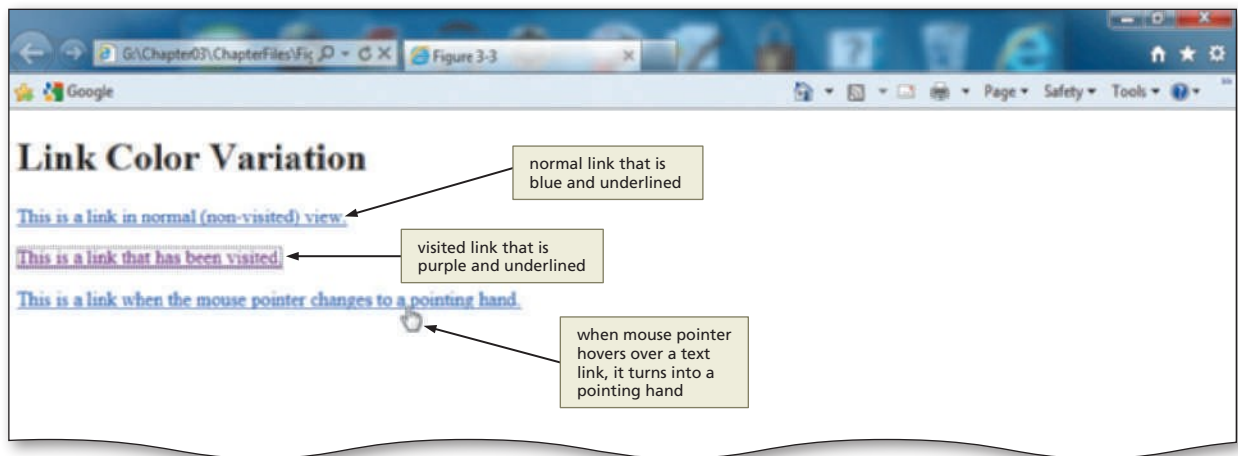 G:\Chapter03\ChapterFiles\Fig
Figure 3-3
Google
Page
Safety
Tools
Link Color Variation
normal link that is
blue and underlined
This is a link in normal (non-visited) view.
visited link that is
purple and underlined
This is a link that has been visited.
This is a link when the mouse pointer changes to a pointing hand.
when mouse pointer
hovers over a text
link, it turns into a
pointing hand